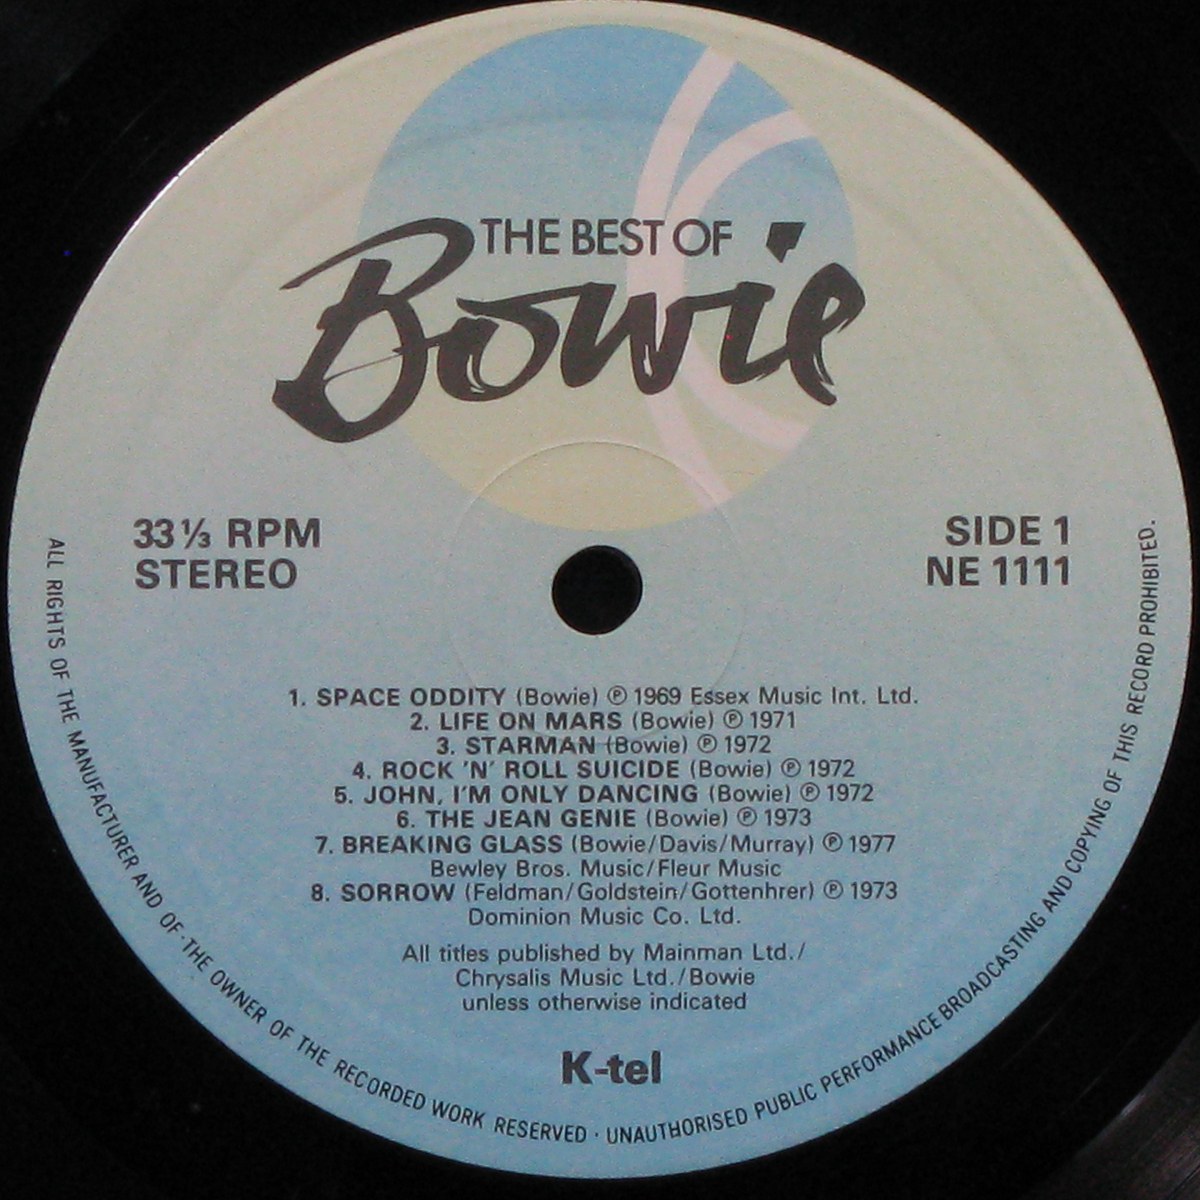 THE BEST OF
Bowie
33 ⅓ RPM
STEREO
SIDE 1
NE 1111
1. SPACE ODDITY (Bowie) ℗ 1969 Essex Music Int. Ltd.
2. LIFE ON MARS (Bowie) ℗ 1971
3. STARMAN (Bowie) ℗ 1972
4. ROCK 'N' ROLL SUICIDE (Bowie) ℗ 1972
5. JOHN, I'M ONLY DANCING (Bowie) ℗ 1972
6. THE JEAN GENIE (Bowie) ℗ 1973
7. BREAKING GLASS (Bowie/Davis/Murray) ℗ 1977
Bewley Bros. Music/Fleur Music
8. SORROW (Feldman/Goldstein/Gottenhrer) ℗ 1973
Dominion Music Co. Ltd.
All titles published by Mainman Ltd./
Chrysalis Music Ltd./Bowie
unless otherwise indicated
K-tel
ALL RIGHTS OF THE MANUFACTURER AND OF · THE OWNER OF THE RECORDED WORK RESERVED · UNAUTHORISED PUBLIC PERFORMANCE BROADCASTING AND COPYING OF THIS RECORD PROHIBITED.